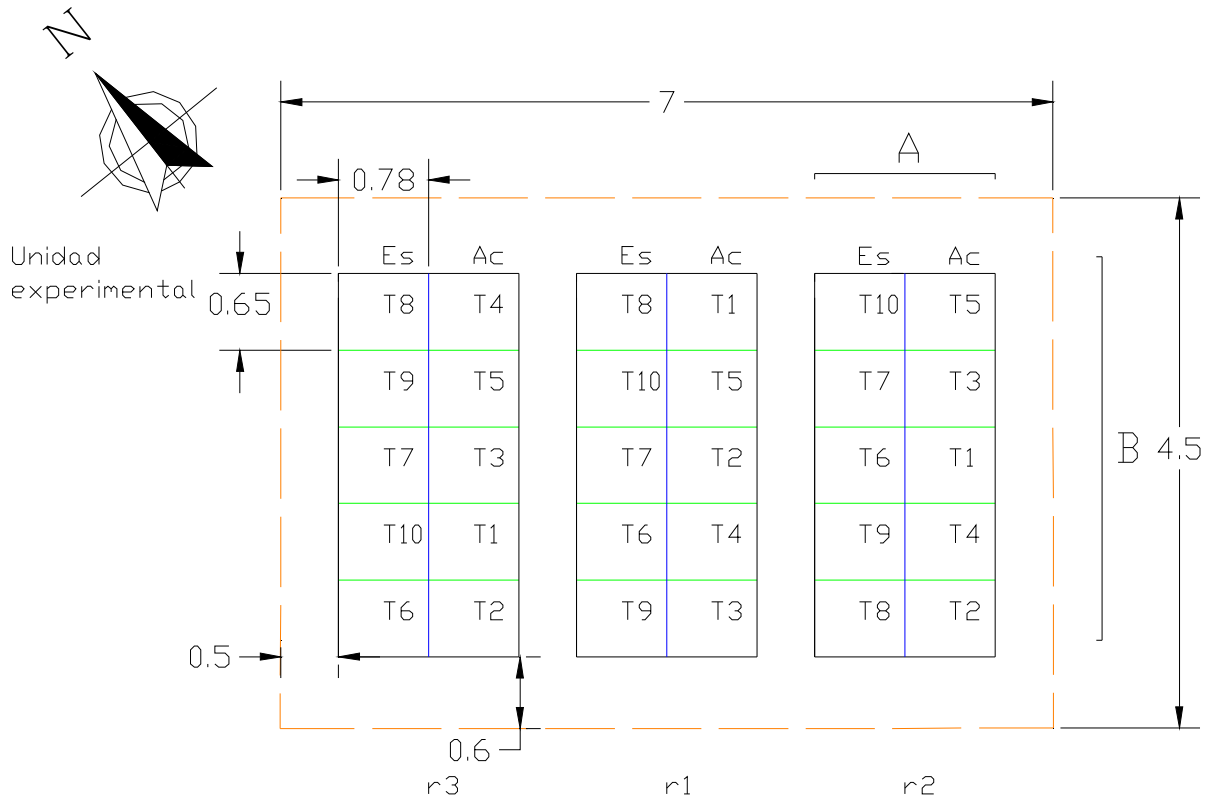 N
7
A
0.78
Unidad
experimental
0.65
Es Ac Es Ac Es Ac
T8 T4 T8 T1 T10 T5
T9 T5 T10 T5 T7 T3
T7 T3 T7 T2 T6 T1
B 4.5
T10 T1 T6 T4 T9 T4
T6 T2 T9 T3 T8 T2
0.5
0.6
r3 r1 r2